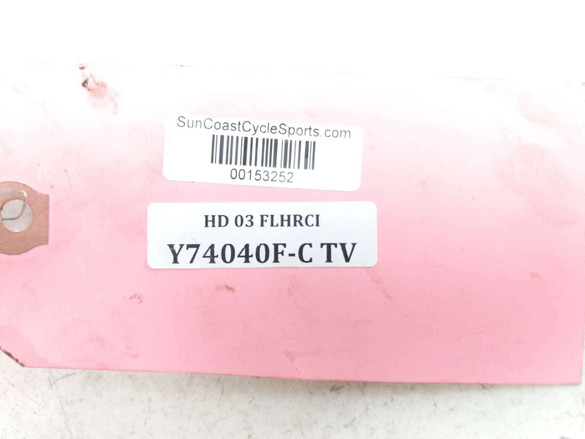 SunCoastCycleSports.com
00153252
HD 03 FLHRCI
Y74040F-C TV